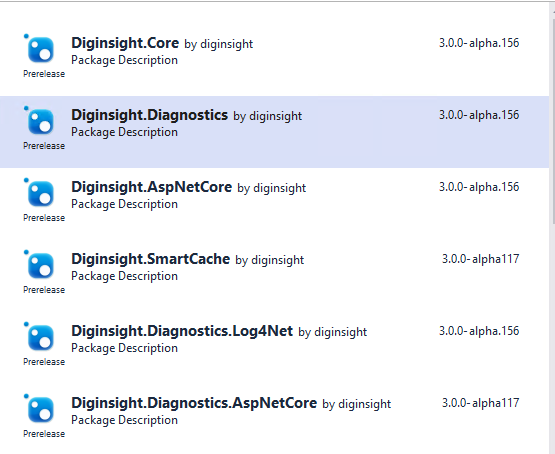 Diginsight.Core by diginsight 3.0.0-alpha.156
Package Description
Prerelease
Diginsight.Diagnostics by diginsight 3.0.0-alpha.156
Package Description
Prerelease
Diginsight.AspNetCore by diginsight 3.0.0-alpha.156
Package Description
Prerelease
Diginsight.SmartCache by diginsight 3.0.0-alpha117
Package Description
Prerelease
Diginsight.Diagnostics.Log4Net by diginsight 3.0.0-alpha.156
Package Description
Prerelease
Diginsight.Diagnostics.AspNetCore by diginsight 3.0.0-alpha117
Package Description
Prerelease